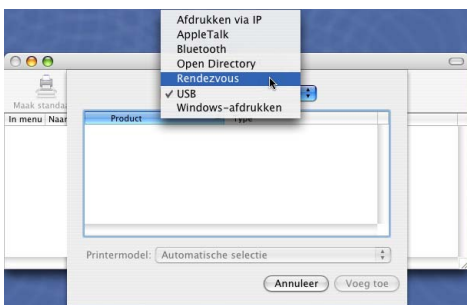 Afdrukken via IP
AppleTalk
Bluetooth
Open Directory
Rendezvous
✓ USB
Windows-afdrukken
Maak standa
In menu Naar
Product Type
Printermodel: Automatische selectie
Annuleer Voeg toe